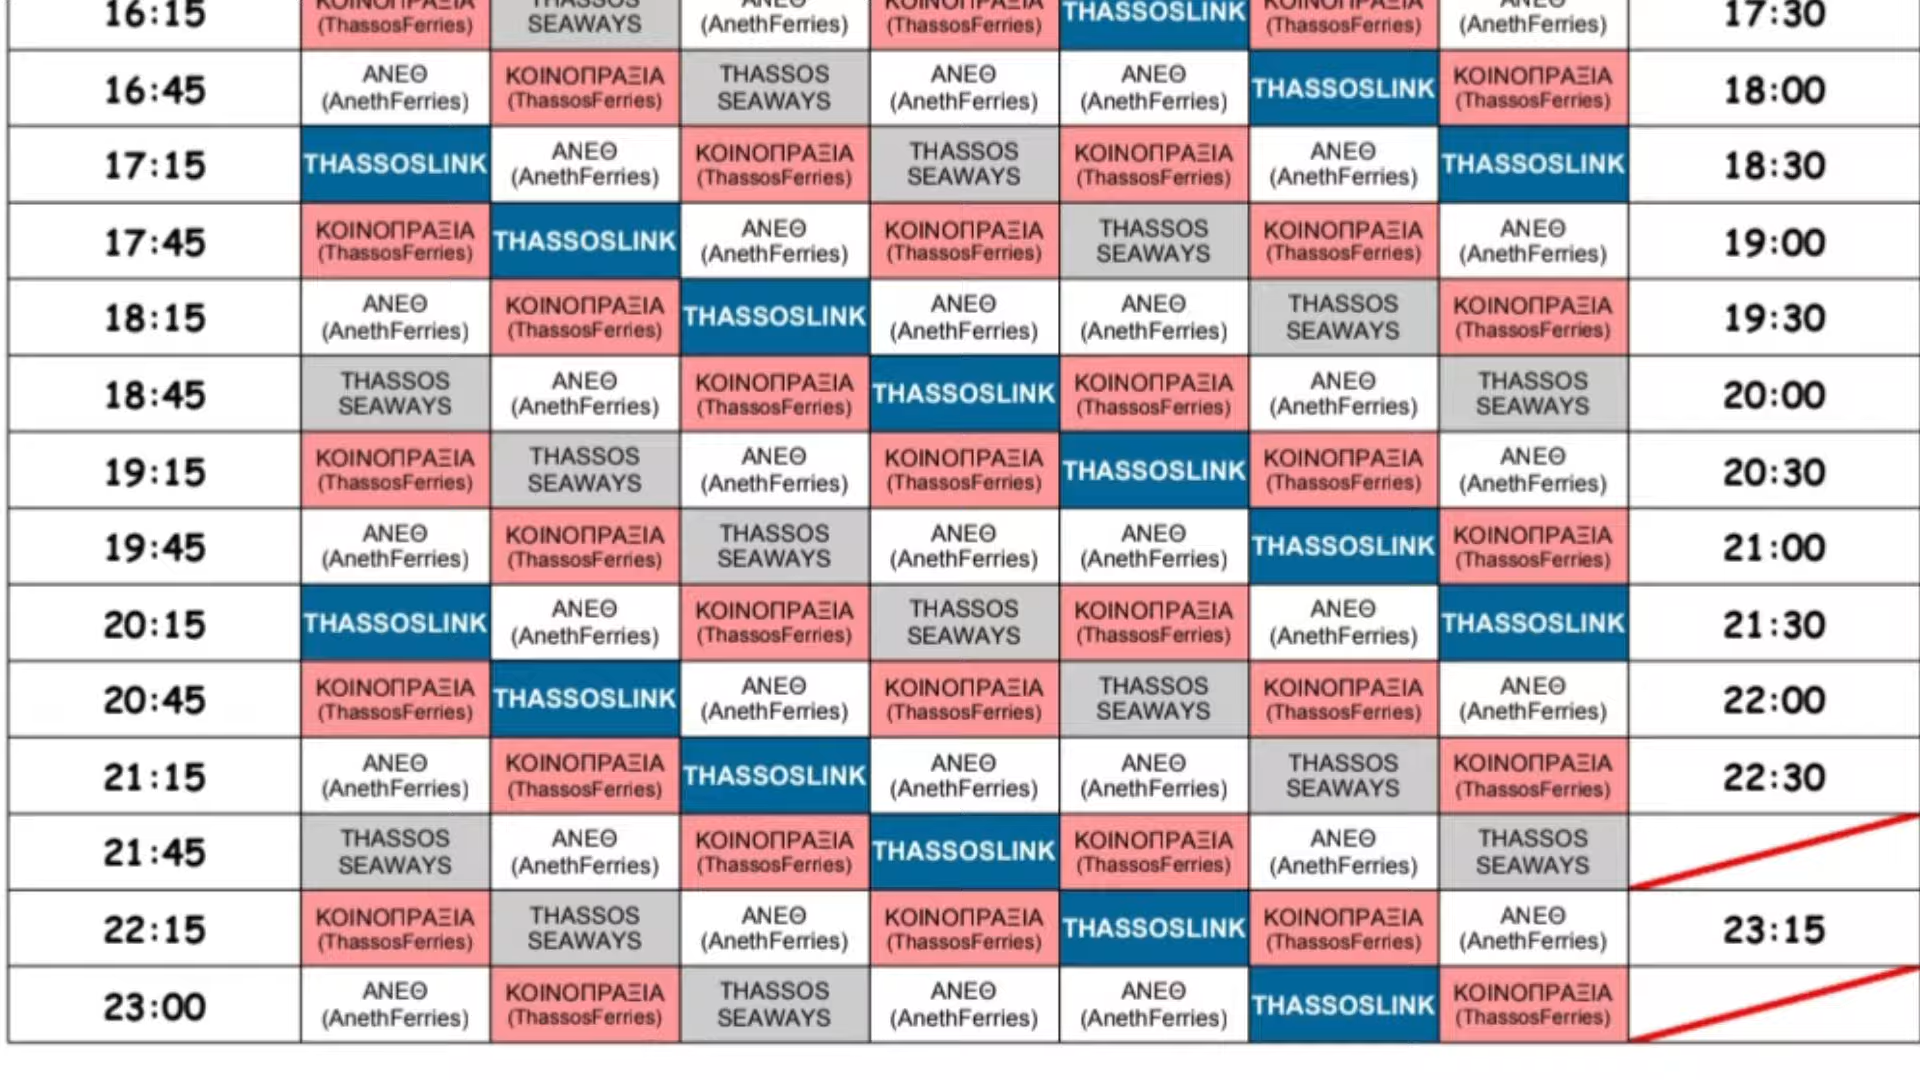 16:15 ΚΟΙΝΟΠΡΑΞΙΑ (ThassosFerries) THASSOS SEAWAYS ΑΝΕΘ (AnethFerries) ΚΟΙΝΟΠΡΑΞΙΑ (ThassosFerries) THASSOSLINK ΚΟΙΝΟΠΡΑΞΙΑ (ThassosFerries) ΑΝΕΘ (AnethFerries) 17:30
16:45 ΑΝΕΘ (AnethFerries) ΚΟΙΝΟΠΡΑΞΙΑ (ThassosFerries) THASSOS SEAWAYS ΑΝΕΘ (AnethFerries) ΑΝΕΘ (AnethFerries) THASSOSLINK ΚΟΙΝΟΠΡΑΞΙΑ (ThassosFerries) 18:00
17:15 THASSOSLINK ΑΝΕΘ (AnethFerries) ΚΟΙΝΟΠΡΑΞΙΑ (ThassosFerries) THASSOS SEAWAYS ΚΟΙΝΟΠΡΑΞΙΑ (ThassosFerries) ΑΝΕΘ (AnethFerries) THASSOSLINK 18:30
17:45 ΚΟΙΝΟΠΡΑΞΙΑ (ThassosFerries) THASSOSLINK ΑΝΕΘ (AnethFerries) ΚΟΙΝΟΠΡΑΞΙΑ (ThassosFerries) THASSOS SEAWAYS ΚΟΙΝΟΠΡΑΞΙΑ (ThassosFerries) ΑΝΕΘ (AnethFerries) 19:00
18:15 ΑΝΕΘ (AnethFerries) ΚΟΙΝΟΠΡΑΞΙΑ (ThassosFerries) THASSOSLINK ΑΝΕΘ (AnethFerries) ΑΝΕΘ (AnethFerries) THASSOS SEAWAYS ΚΟΙΝΟΠΡΑΞΙΑ (ThassosFerries) 19:30
18:45 THASSOS SEAWAYS ΑΝΕΘ (AnethFerries) ΚΟΙΝΟΠΡΑΞΙΑ (ThassosFerries) THASSOSLINK ΚΟΙΝΟΠΡΑΞΙΑ (ThassosFerries) ΑΝΕΘ (AnethFerries) THASSOS SEAWAYS 20:00
19:15 ΚΟΙΝΟΠΡΑΞΙΑ (ThassosFerries) THASSOS SEAWAYS ΑΝΕΘ (AnethFerries) ΚΟΙΝΟΠΡΑΞΙΑ (ThassosFerries) THASSOSLINK ΚΟΙΝΟΠΡΑΞΙΑ (ThassosFerries) ΑΝΕΘ (AnethFerries) 20:30
19:45 ΑΝΕΘ (AnethFerries) ΚΟΙΝΟΠΡΑΞΙΑ (ThassosFerries) THASSOS SEAWAYS ΑΝΕΘ (AnethFerries) ΑΝΕΘ (AnethFerries) THASSOSLINK ΚΟΙΝΟΠΡΑΞΙΑ (ThassosFerries) 21:00
20:15 THASSOSLINK ΑΝΕΘ (AnethFerries) ΚΟΙΝΟΠΡΑΞΙΑ (ThassosFerries) THASSOS SEAWAYS ΚΟΙΝΟΠΡΑΞΙΑ (ThassosFerries) ΑΝΕΘ (AnethFerries) THASSOSLINK 21:30
20:45 ΚΟΙΝΟΠΡΑΞΙΑ (ThassosFerries) THASSOSLINK ΑΝΕΘ (AnethFerries) ΚΟΙΝΟΠΡΑΞΙΑ (ThassosFerries) THASSOS SEAWAYS ΚΟΙΝΟΠΡΑΞΙΑ (ThassosFerries) ΑΝΕΘ (AnethFerries) 22:00
21:15 ΑΝΕΘ (AnethFerries) ΚΟΙΝΟΠΡΑΞΙΑ (ThassosFerries) THASSOSLINK ΑΝΕΘ (AnethFerries) ΑΝΕΘ (AnethFerries) THASSOS SEAWAYS ΚΟΙΝΟΠΡΑΞΙΑ (ThassosFerries) 22:30
21:45 THASSOS SEAWAYS ΑΝΕΘ (AnethFerries) ΚΟΙΝΟΠΡΑΞΙΑ (ThassosFerries) THASSOSLINK ΚΟΙΝΟΠΡΑΞΙΑ (ThassosFerries) ΑΝΕΘ (AnethFerries) THASSOS SEAWAYS
22:15 ΚΟΙΝΟΠΡΑΞΙΑ (ThassosFerries) THASSOS SEAWAYS ΑΝΕΘ (AnethFerries) ΚΟΙΝΟΠΡΑΞΙΑ (ThassosFerries) THASSOSLINK ΚΟΙΝΟΠΡΑΞΙΑ (ThassosFerries) ΑΝΕΘ (AnethFerries) 23:15
23:00 ΑΝΕΘ (AnethFerries) ΚΟΙΝΟΠΡΑΞΙΑ (ThassosFerries) THASSOS SEAWAYS ΑΝΕΘ (AnethFerries) ΑΝΕΘ (AnethFerries) THASSOSLINK ΚΟΙΝΟΠΡΑΞΙΑ (ThassosFerries)